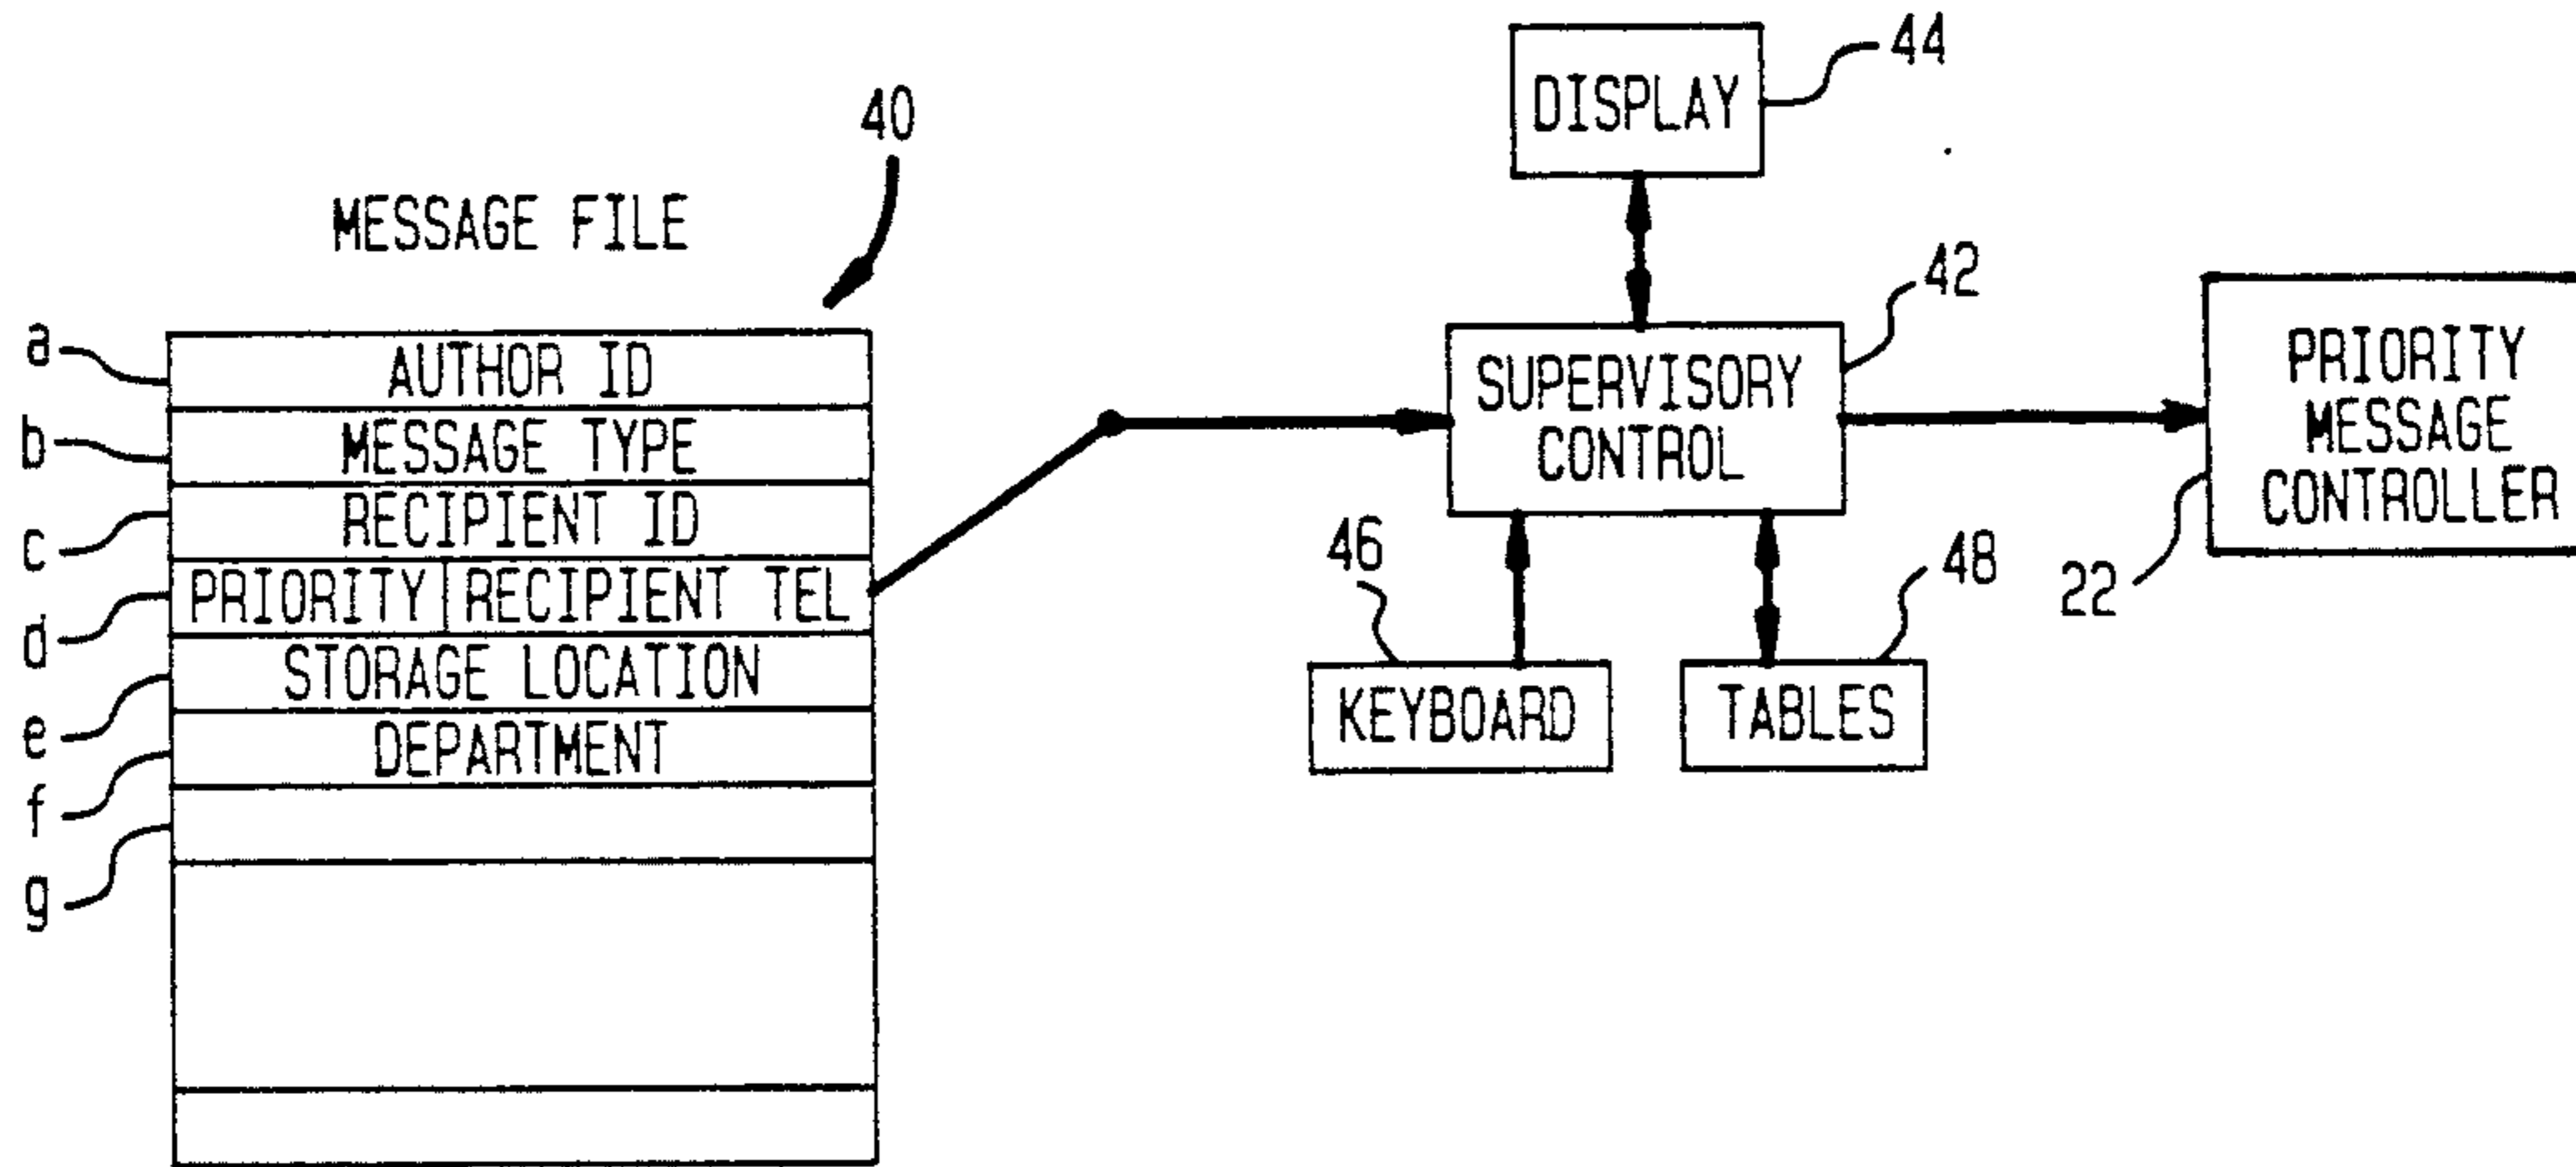 MESSAGE FILE
40
a
AUTHOR ID
b
MESSAGE TYPE
c
RECIPIENT ID
d
PRIORITY RECIPIENT TEL
e
STORAGE LOCATION
f
DEPARTMENT
g
DISPLAY
44
SUPERVISORY
CONTROL
42
46
KEYBOARD
48
TABLES
PRIORITY
MESSAGE
CONTROLLER
22